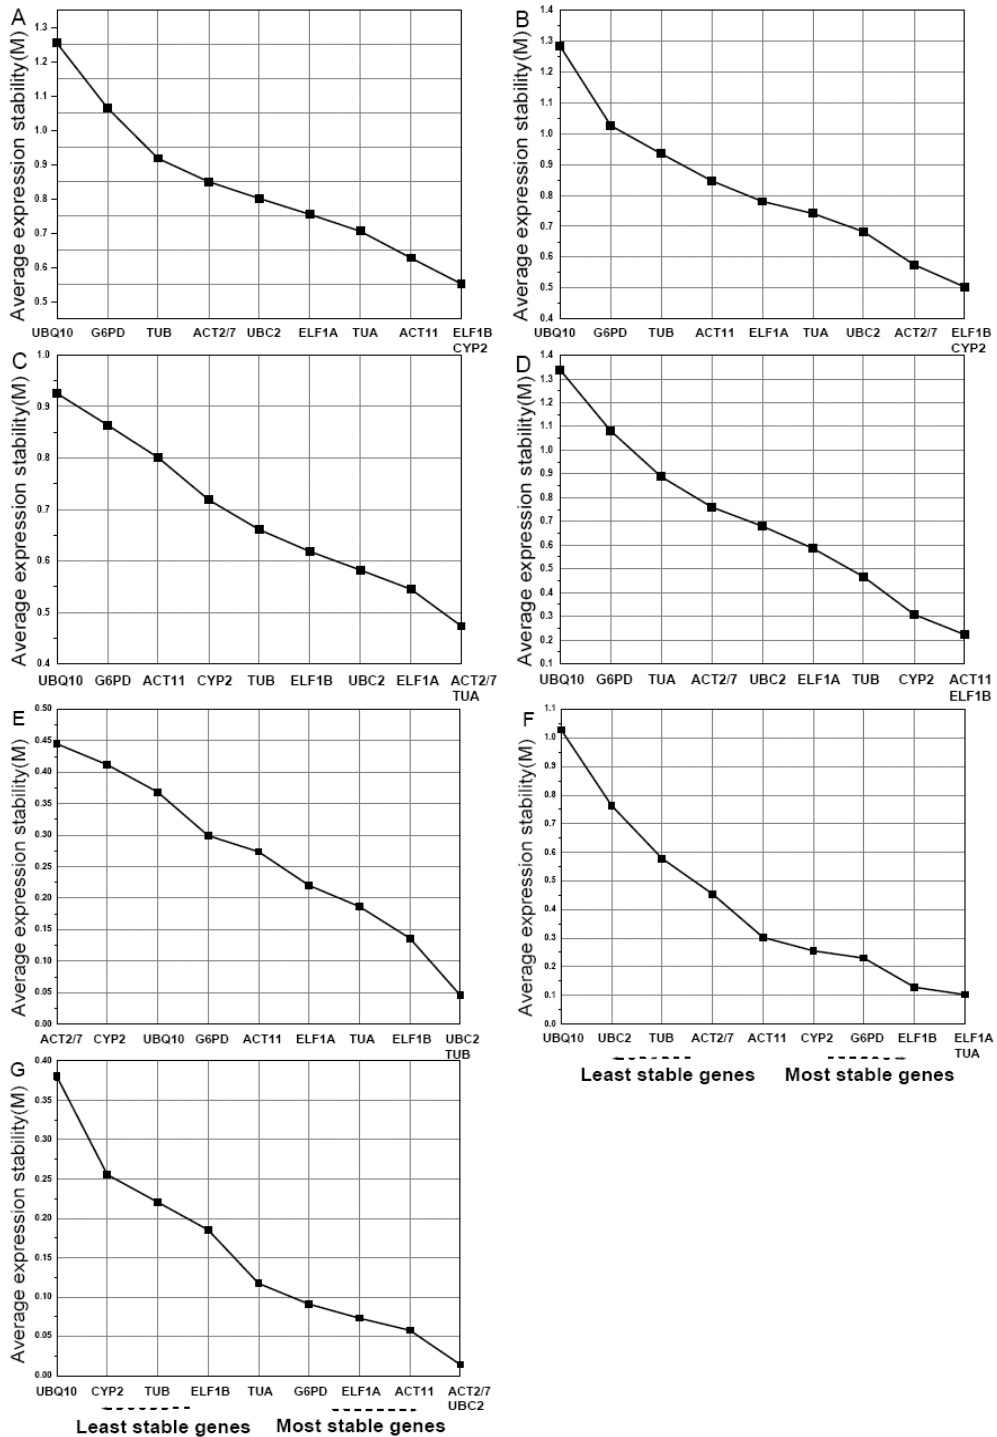 A
Average expression stability(M)
1.3
1.2
1.1
1.0
0.9
0.8
0.7
0.6
0.5
UBQ10 G6PD TUB ACT2/7 UBC2 ELF1A TUA ACT11 ELF1B
CYP2
B
Average expression stability(M)
1.4
1.3
1.2
1.1
1.0
0.9
0.8
0.7
0.6
0.5
0.4
UBQ10 G6PD TUB ACT11 ELF1A TUA UBC2 ACT2/7 ELF1B
CYP2
C
Average expression stability(M)
1.0
0.9
0.8
0.7
0.6
0.5
0.4
UBQ10 G6PD ACT11 CYP2 TUB ELF1B UBC2 ELF1A ACT2/7
TUA
D
Average expression stability(M)
1.4
1.3
1.2
1.1
1.0
0.9
0.8
0.7
0.6
0.5
0.4
0.3
0.2
0.1
UBQ10 G6PD TUA ACT2/7 UBC2 ELF1A TUB CYP2 ACT11
ELF1B
E
Average expression stability(M)
0.50
0.45
0.40
0.35
0.30
0.25
0.20
0.15
0.10
0.05
0.00
ACT2/7 CYP2 UBQ10 G6PD ACT11 ELF1A TUA ELF1B UBC2
TUB
F
Average expression stability(M)
1.1
1.0
0.9
0.8
0.7
0.6
0.5
0.4
0.3
0.2
0.1
0.0
UBQ10 UBC2 TUB ACT2/7 ACT11 CYP2 G6PD ELF1B ELF1A
TUA
Least stable genes Most stable genes
G
Average expression stability(M)
0.40
0.35
0.30
0.25
0.20
0.15
0.10
0.05
0.00
UBQ10 CYP2 TUB ELF1B TUA G6PD ELF1A ACT11 ACT2/7
UBC2
Least stable genes Most stable genes